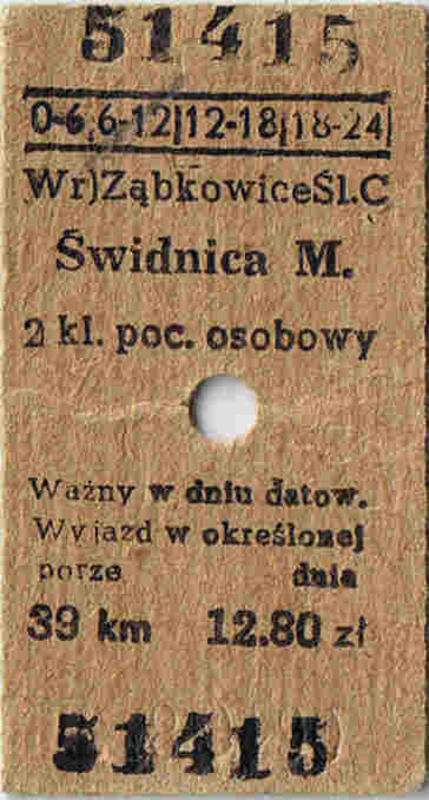 51415
0-6|6-12|12-18|18-24|
Wr)ZąbkowiceŚl.C
Świdnica M.
2 kl. poc. osobowy
Ważny w dniu datow.
Wyjazd w określonej
porze dnia
39 km 12.80 zł
51415